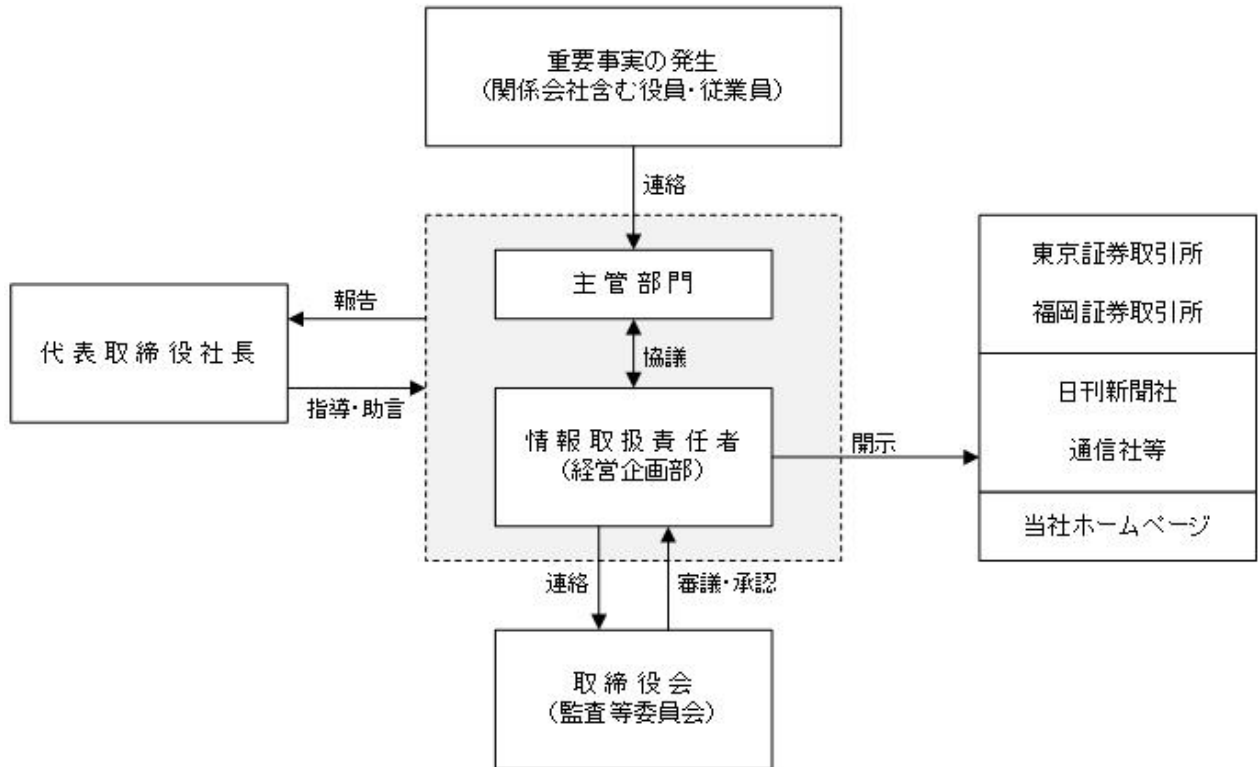 重要事実の発生
（関係会社含む役員・従業員）
連絡
主管部門
報告
代表取締役社長
指導・助言
協議
情報取扱責任者
（経営企画部）
開示
東京証券取引所
福岡証券取引所
日刊新聞社
通信社等
当社ホームページ
連絡
審議・承認
取締役会
（監査等委員会）